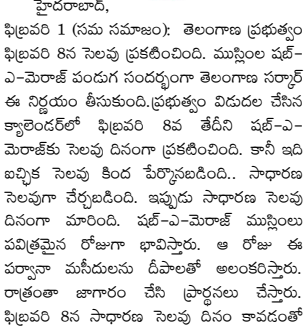 హైదరాబాద్,
ఫిబ్రవరి 1 (సమ సమాజం): తెలంగాణ ప్రభుత్వం
ఫిబ్రవరి 8న సెలవు ప్రకటించింది. ముస్లింల షబ్-
ఎ-మెరాజ్ పండుగ సందర్భంగా తెలంగాణ సర్కార్
ఈ నిర్ణయం తీసుకుంది.ప్రభుత్వం విడుదల చేసిన
క్యాలెండర్‌లో ఫిబ్రవరి 8వ తేదీని షబ్-ఎ-
మెరాజ్‌కు సెలవు దినంగా ప్రకటించింది. కానీ ఇది
ఐచ్ఛిక సెలవు కింద పేర్కొనబడింది.. సాధారణ
సెలవుగా చేర్చబడింది. ఇప్పుడు సాధారణ సెలవు
దినంగా మారింది. షబ్-ఎ-మెరాజ్ ముస్లింలు
పవిత్రమైన రోజుగా భావిస్తారు. ఆ రోజు ఈ
పర్వానా మసీదులను దీపాలతో అలంకరిస్తారు.
రాత్రంతా జాగారం చేసి ప్రార్థనలు చేస్తారు.
ఫిబ్రవరి 8న సాధారణ సెలవు దినం కావడంతో